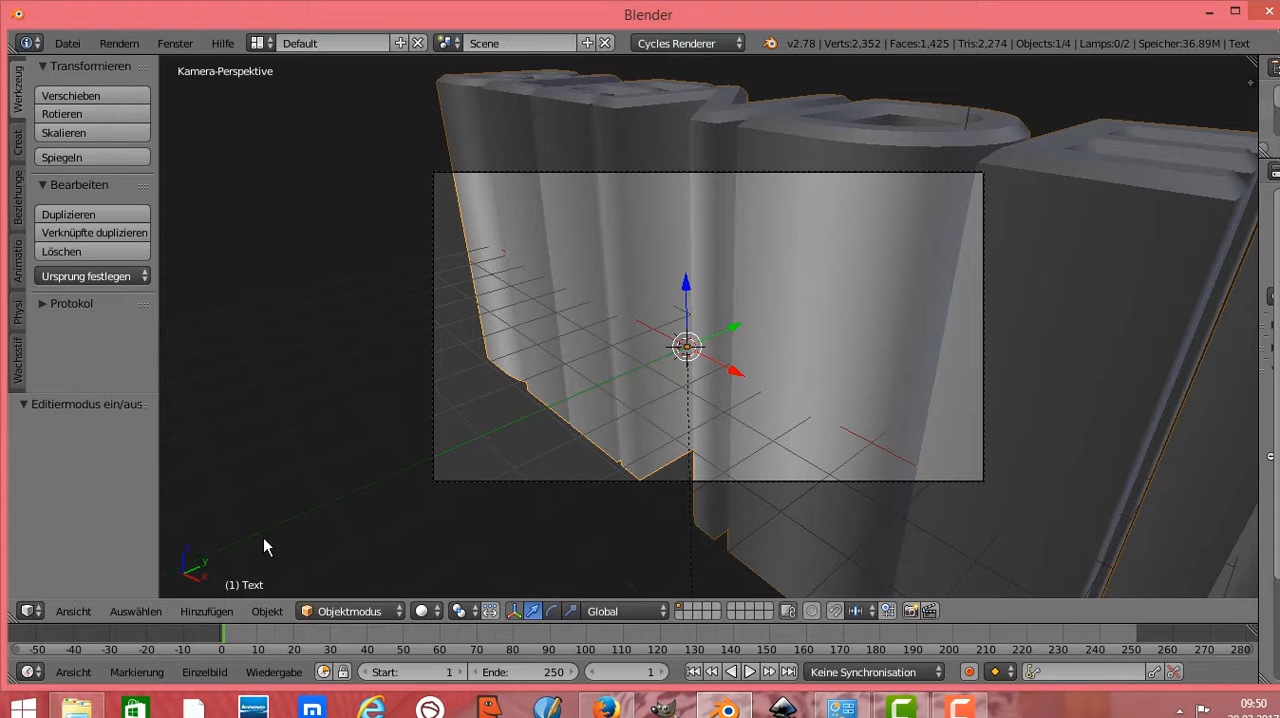 Blender
Datei Rendern Fenster Hilfe Default Scene Cycles Renderer v2.78 | Verts:2,352 | Faces:1,425 | Tris:2,274 | Objects:1/4 | Lamps:0/2 | Speicher:36.89M | Text
Werkzeug
Creat
Beziehunge
Animatio
Physi
Wachsstif
Transformieren
Verschieben
Rotieren
Skalieren
Spiegeln
Bearbeiten
Duplizieren
Verknüpfte duplizieren
Löschen
Ursprung festlegen
Protokol
Editiermodus ein/aus
Kamera-Perspektive
z
y
x
(1) Text
Ansicht Auswählen Hinzufügen Objekt Objektmodus Global
-50 -40 -30 -20 -10 0 10 20 30 40 50 60 70 80 90 100 110 120 130 140 150 160 170 180 190 200 210 220 230 240 250 260 270 280
Ansicht Markierung Einzelbild Wiedergabe Start: 1 Ende: 250 1 Keine Synchronisation
lenovo
09:50